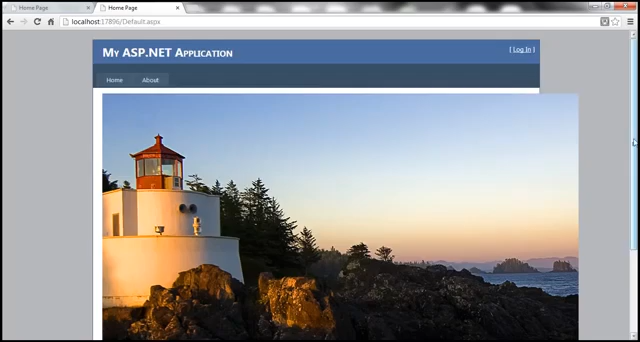 Home Page
Home Page
localhost:17896/Default.aspx
My ASP.NET Application
[ Log In ]
Home
About